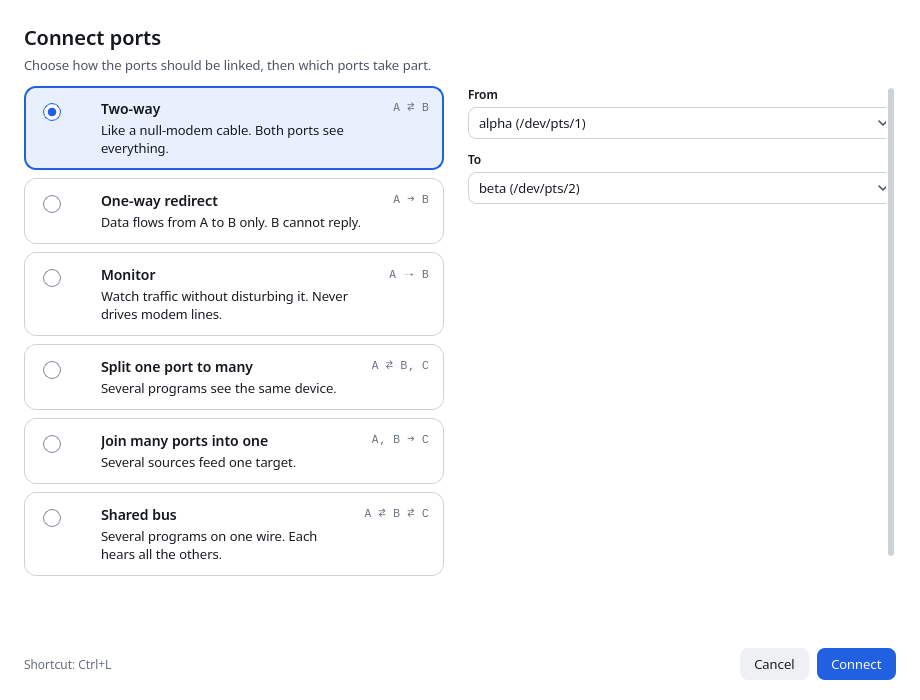 Connect ports
Choose how the ports should be linked, then which ports take part.
Two-way
A ⇄ B
Like a null-modem cable. Both ports see
everything.
One-way redirect
A → B
Data flows from A to B only. B cannot reply.
Monitor
A ⇢ B
Watch traffic without disturbing it. Never
drives modem lines.
Split one port to many
A ⇄ B, C
Several programs see the same device.
Join many ports into one
A, B → C
Several sources feed one target.
Shared bus
A ⇄ B ⇄ C
Several programs on one wire. Each
hears all the others.
From
alpha (/dev/pts/1)
To
beta (/dev/pts/2)
Shortcut: Ctrl+L
Cancel
Connect